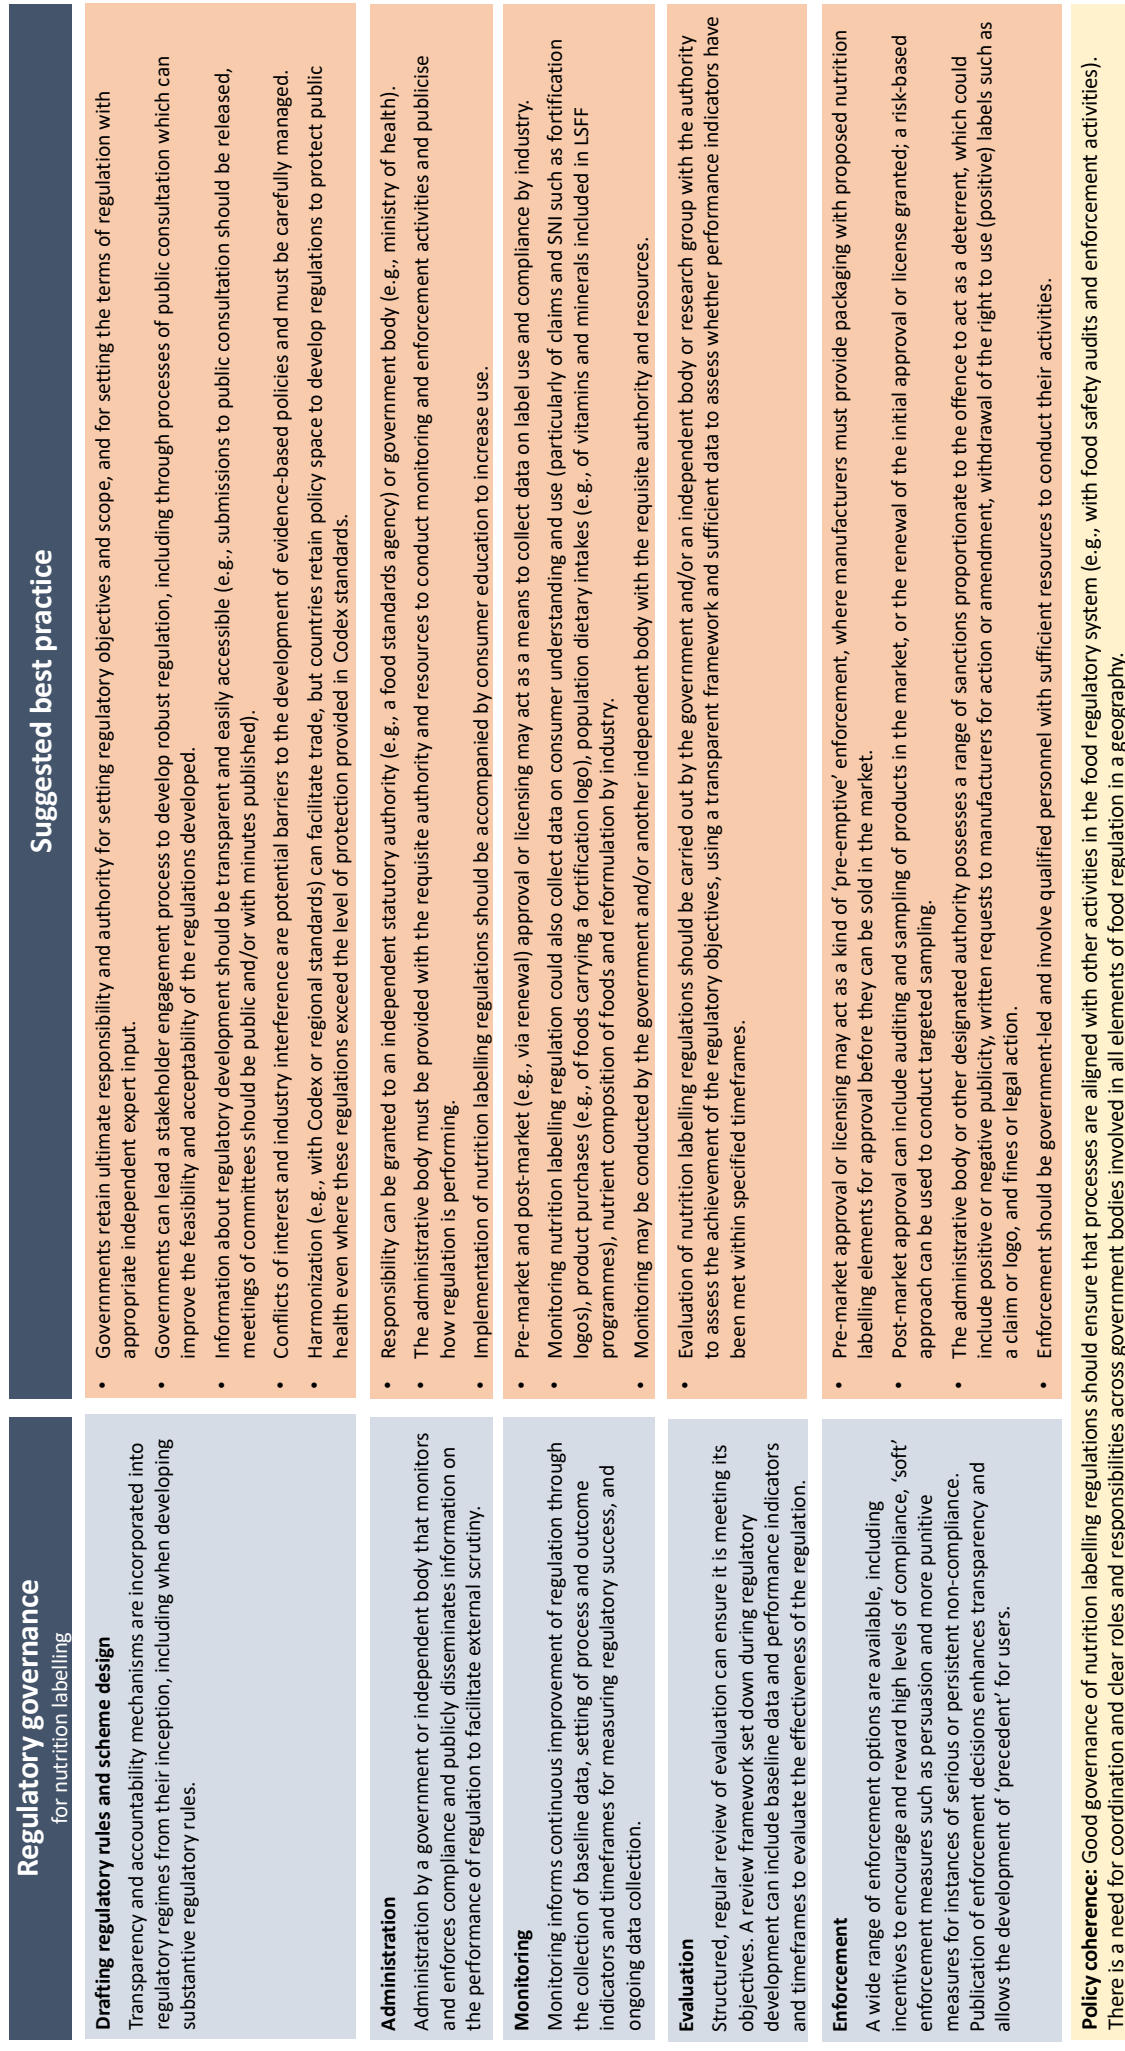 Regulatory governance
for nutrition labelling
Suggested best practice
Drafting regulatory rules and scheme design
Transparency and accountability mechanisms are incorporated into
regulatory regimes from their inception, including when developing
substantive regulatory rules.
• Governments retain ultimate responsibility and authority for setting regulatory objectives and scope, and for setting the terms of regulation with
appropriate independent expert input.
• Governments can lead a stakeholder engagement process to develop robust regulation, including through processes of public consultation which can
improve the feasibility and acceptability of the regulations developed.
• Information about regulatory development should be transparent and easily accessible (e.g., submissions to public consultation should be released,
meetings of committees should be public and/or with minutes published).
• Conflicts of interest and industry interference are potential barriers to the development of evidence-based policies and must be carefully managed.
• Harmonization (e.g., with Codex or regional standards) can facilitate trade, but countries retain policy space to develop regulations to protect public
health even where these regulations exceed the level of protection provided in Codex standards.
Administration
Administration by a government or independent body that monitors
and enforces compliance and publicly disseminates information on
the performance of regulation to facilitate external scrutiny.
• Responsibility can be granted to an independent statutory authority (e.g., a food standards agency) or government body (e.g., ministry of health).
• The administrative body must be provided with the requisite authority and resources to conduct monitoring and enforcement activities and publicise
how regulation is performing.
• Implementation of nutrition labelling regulations should be accompanied by consumer education to increase use.
Monitoring
Monitoring informs continuous improvement of regulation through
the collection of baseline data, setting of process and outcome
indicators and timeframes for measuring regulatory success, and
ongoing data collection.
• Pre-market and post-market (e.g., via renewal) approval or licensing may act as a means to collect data on label use and compliance by industry.
• Monitoring nutrition labelling regulation could also collect data on consumer understanding and use (particularly of claims and SNI such as fortification
logos), product purchases (e.g., of foods carrying a fortification logo), population dietary intakes (e.g., of vitamins and minerals included in LSFF
programmes), nutrient composition of foods and reformulation by industry.
• Monitoring may be conducted by the government and/or another independent body with the requisite authority and resources.
Evaluation
Structured, regular review of evaluation can ensure it is meeting its
objectives. A review framework set down during regulatory
development can include baseline data and performance indicators
and timeframes to evaluate the effectiveness of the regulation.
• Evaluation of nutrition labelling regulations should be carried out by the government and/or an independent body or research group with the authority
to assess the achievement of the regulatory objectives, using a transparent framework and sufficient data to assess whether performance indicators have
been met within specified timeframes.
Enforcement
A wide range of enforcement options are available, including
incentives to encourage and reward high levels of compliance, ‘soft’
enforcement measures such as persuasion and more punitive
measures for instances of serious or persistent non-compliance.
Publication of enforcement decisions enhances transparency and
allows the development of ‘precedent’ for users.
• Pre-market approval or licensing may act as a kind of ‘pre-emptive’ enforcement, where manufacturers must provide packaging with proposed nutrition
labelling elements for approval before they can be sold in the market.
• Post-market approval can include auditing and sampling of products in the market, or the renewal of the initial approval or license granted; a risk-based
approach can be used to conduct targeted sampling.
• The administrative body or other designated authority possesses a range of sanctions proportionate to the offence to act as a deterrent, which could
include positive or negative publicity, written requests to manufacturers for action or amendment, withdrawal of the right to use (positive) labels such as
a claim or logo, and fines or legal action.
• Enforcement should be government-led and involve qualified personnel with sufficient resources to conduct their activities.
Policy coherence: Good governance of nutrition labelling regulations should ensure that processes are aligned with other activities in the food regulatory system (e.g., with food safety audits and enforcement activities).
There is a need for coordination and clear roles and responsibilities across government bodies involved in all elements of food regulation in a geography.